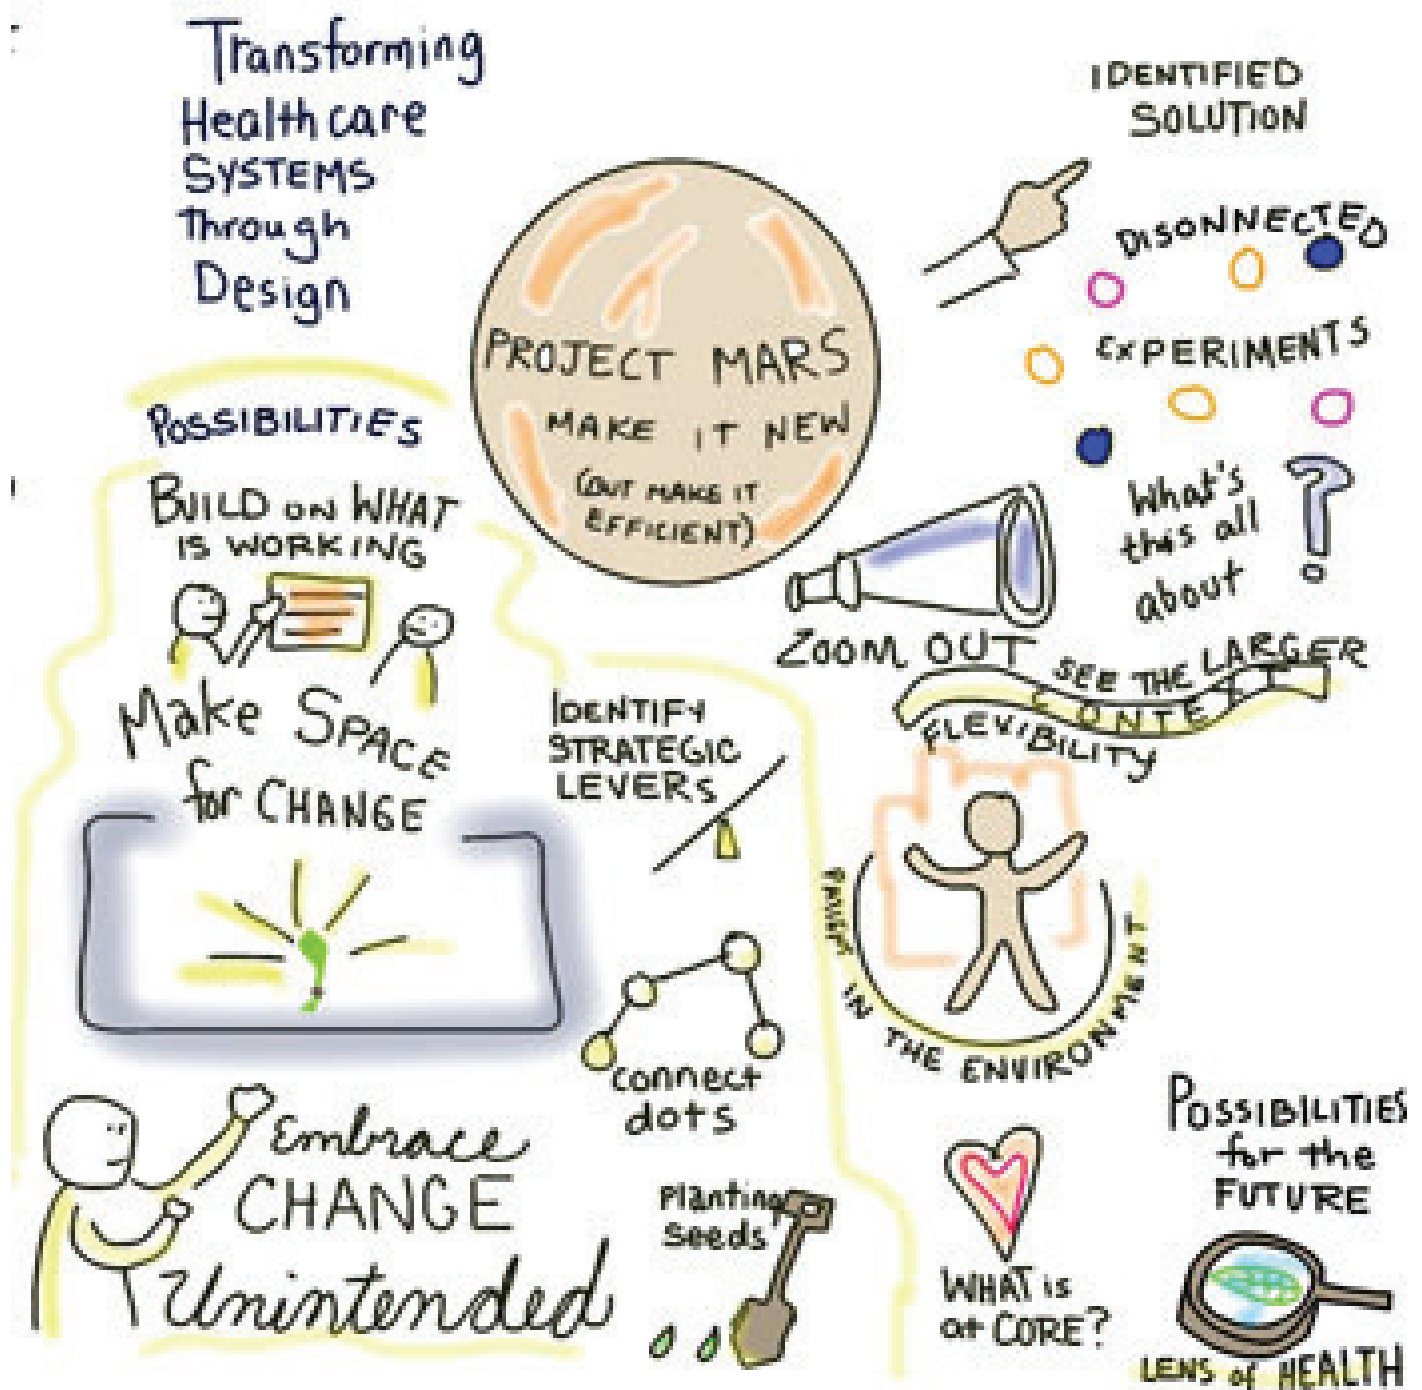 Transforming
Healthcare
SYSTEMS
Through
Design
PROJECT MARS
MAKE IT NEW
(BUT MAKE IT
EFFICIENT)
IDENTIFIED
SOLUTION
DISONNECTED
EXPERIMENTS
What's
this all
about ?
ZOOM OUT
SEE THE LARGER
CONTEXT
POSSIBILITIES
BUILD ON WHAT
IS WORKING
Make SPACE
for CHANGE
IDENTIFY
STRATEGIC
LEVERS
connect
dots
Embrace
CHANGE
Unintended
Planting
Seeds
FLEXIBILITY
IN THE ENVIRONMENT
WHAT is
at CORE?
POSSIBILITIES
for the
FUTURE
LENS of HEALTH